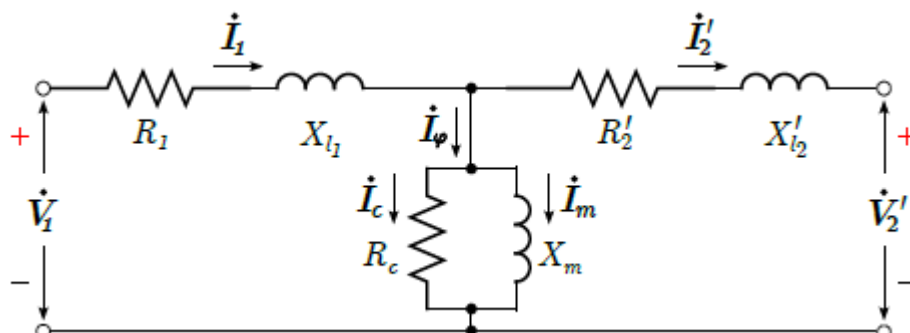 İ₁ İ₂′
R₁ Xₗ₁ İφ R₂′ Xₗ₂′
+ +
V̇₁ İc İm V̇₂′
Rc Xm
− −